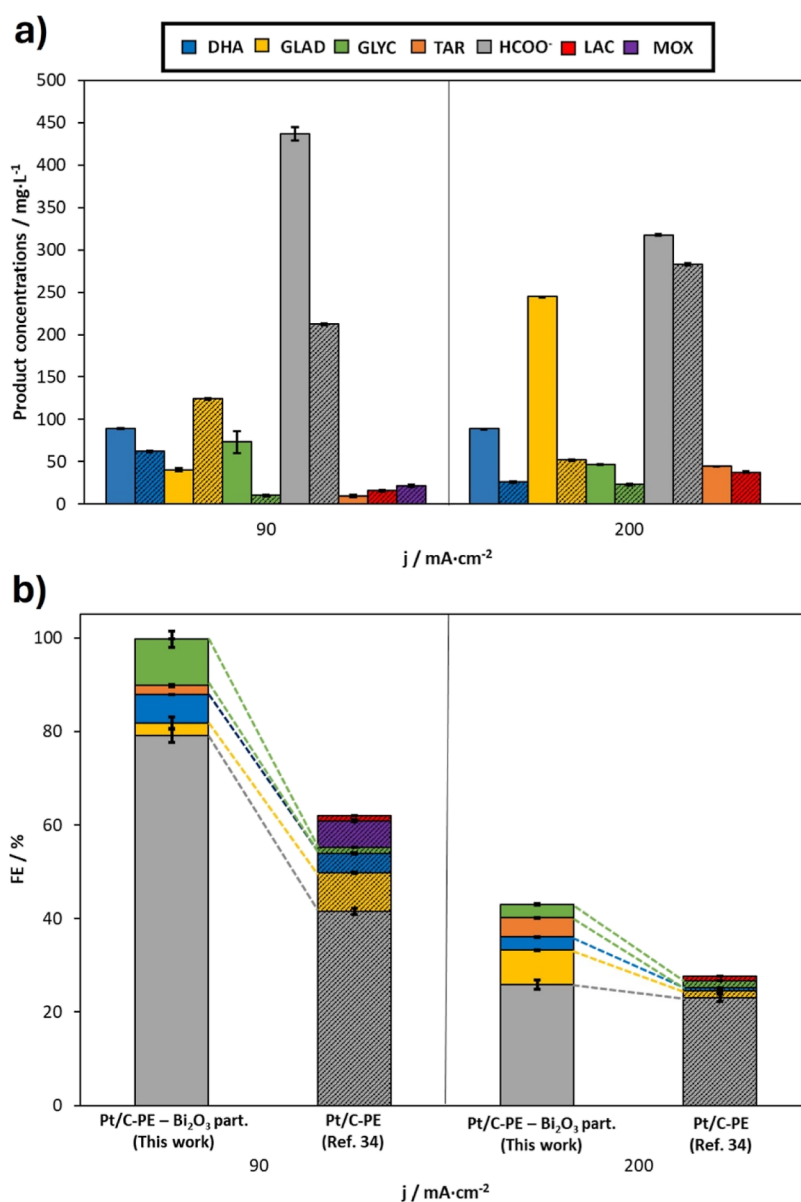 a)
DHA GLAD GLYC TAR HCOO⁻ LAC MOX
Product concentrations / mg·L⁻¹
500
450
400
350
300
250
200
150
100
50
0
90 200
j / mA·cm⁻²
b)
FE / %
100
80
60
40
20
0
Pt/C-PE – Bi₂O₃ part. Pt/C-PE Pt/C-PE – Bi₂O₃ part. Pt/C-PE
(This work) (Ref. 34) (This work) (Ref. 34)
90 200
j / mA·cm⁻²